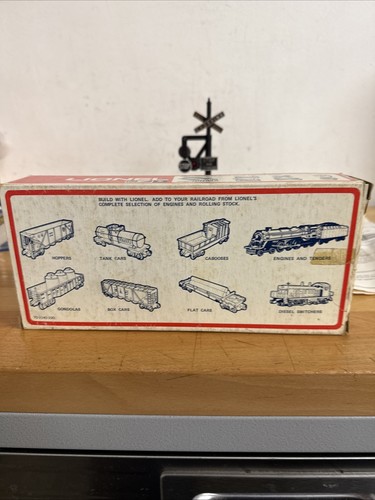 LIONEL
BUILD WITH LIONEL. ADD TO YOUR RAILROAD FROM LIONEL'S
COMPLETE SELECTION OF ENGINES AND ROLLING STOCK.
HOPPERS TANK CARS CABOOSES ENGINES AND TENDERS
GONDOLAS BOX CARS FLAT CARS DIESEL SWITCHERS